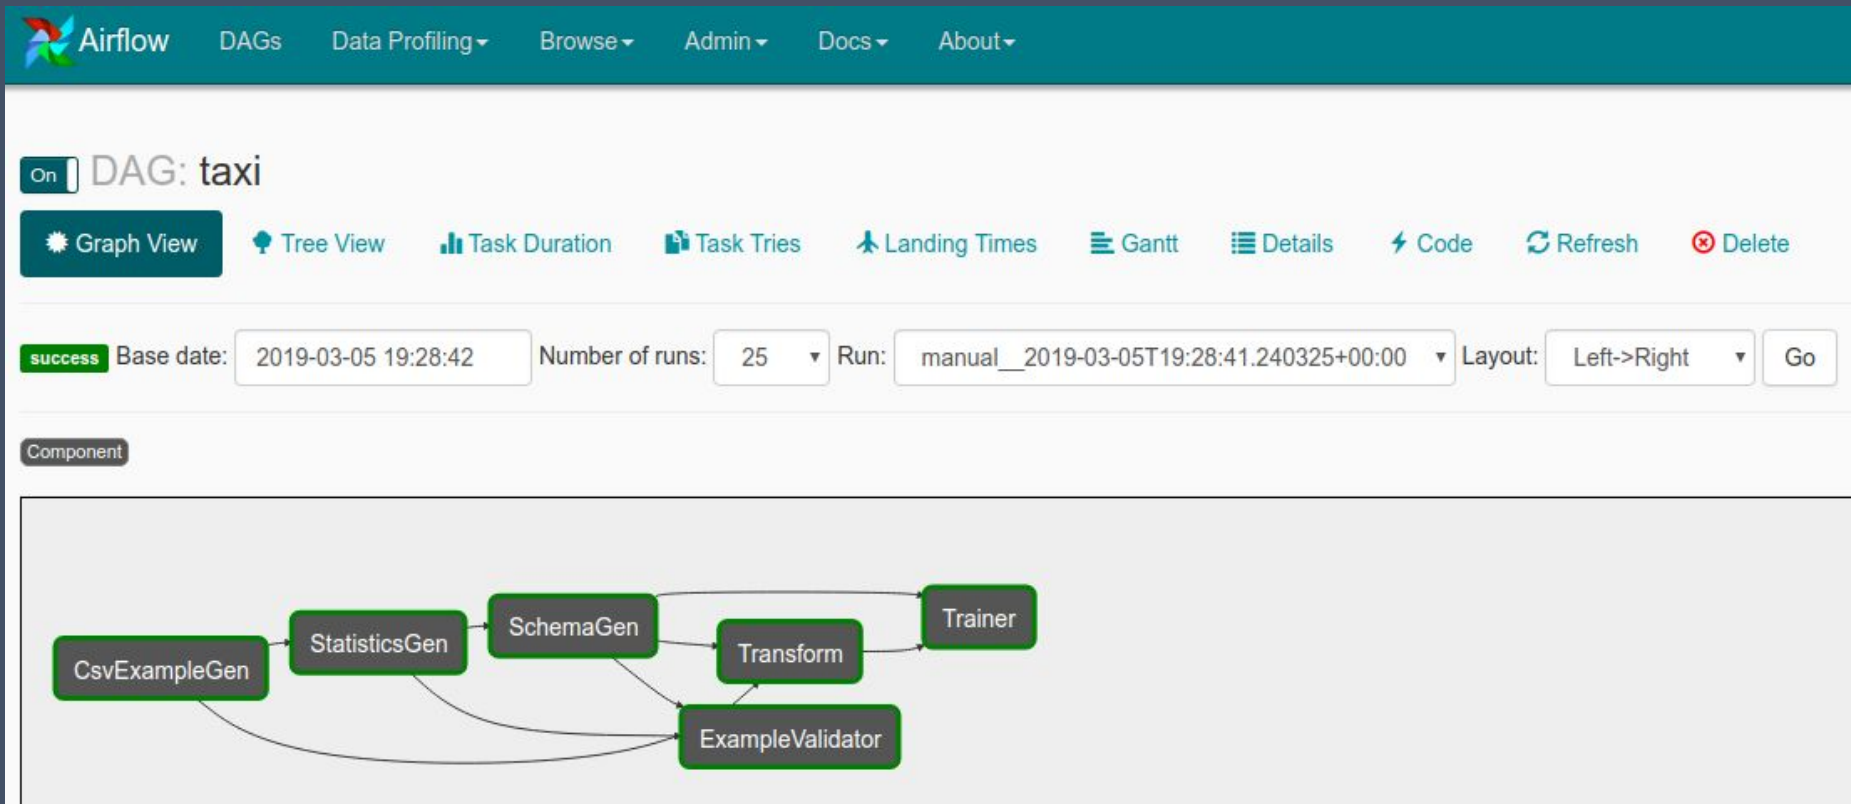 Airflow DAGs Data Profiling Browse Admin Docs About
On DAG: taxi
Graph View Tree View Task Duration Task Tries Landing Times Gantt Details Code Refresh Delete
success Base date: 2019-03-05 19:28:42 Number of runs: 25 Run: manual__2019-03-05T19:28:41.240325+00:00 Layout: Left->Right Go
Component
CsvExampleGen
StatisticsGen
SchemaGen
Transform
Trainer
ExampleValidator